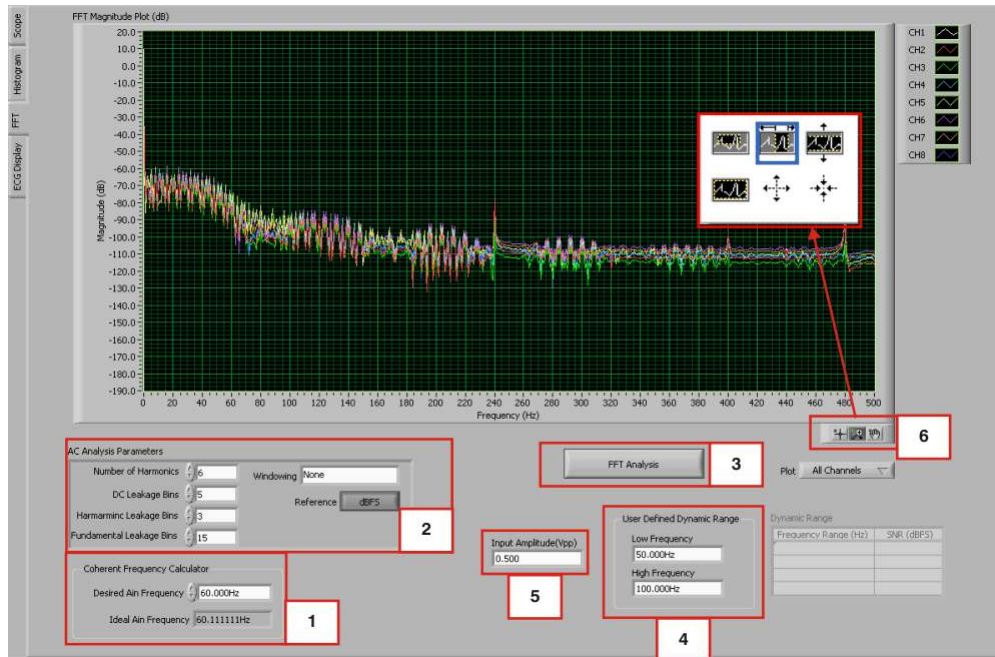 Scope
Histogram
FFT
ECG Display
FFT Magnitude Plot (dB)
Magnitude (dB)
20.0
10.0
0.0
-10.0
-20.0
-30.0
-40.0
-50.0
-60.0
-70.0
-80.0
-90.0
-100.0
-110.0
-120.0
-130.0
-140.0
-150.0
-160.0
-170.0
-180.0
-190.0
0 20 40 60 80 100 120 140 160 180 200 220 240 260 280 300 320 340 360 380 400 420 440 460 480 500
Frequency (Hz)
CH1
CH2
CH3
CH4
CH5
CH6
CH7
CH8
6
Plot All Channels
AC Analysis Parameters
Number of Harmonics 6
DC Leakage Bins 5
Harmarminc Leakage Bins 3
Fundamental Leakage Bins 15
Windowing None
Reference dBFS
2
Coherent Frequency Calculator
Desired Ain Frequency 60.000Hz
Ideal Ain Frequency 60.111111Hz
1
FFT Analysis
3
Input Amplitude(Vpp)
0.500
5
User Defined Dynamic Range
Low Frequency
50.000Hz
High Frequency
100.000Hz
4
Dynamic Range
Frequency Range (Hz) SNR (dBFS)